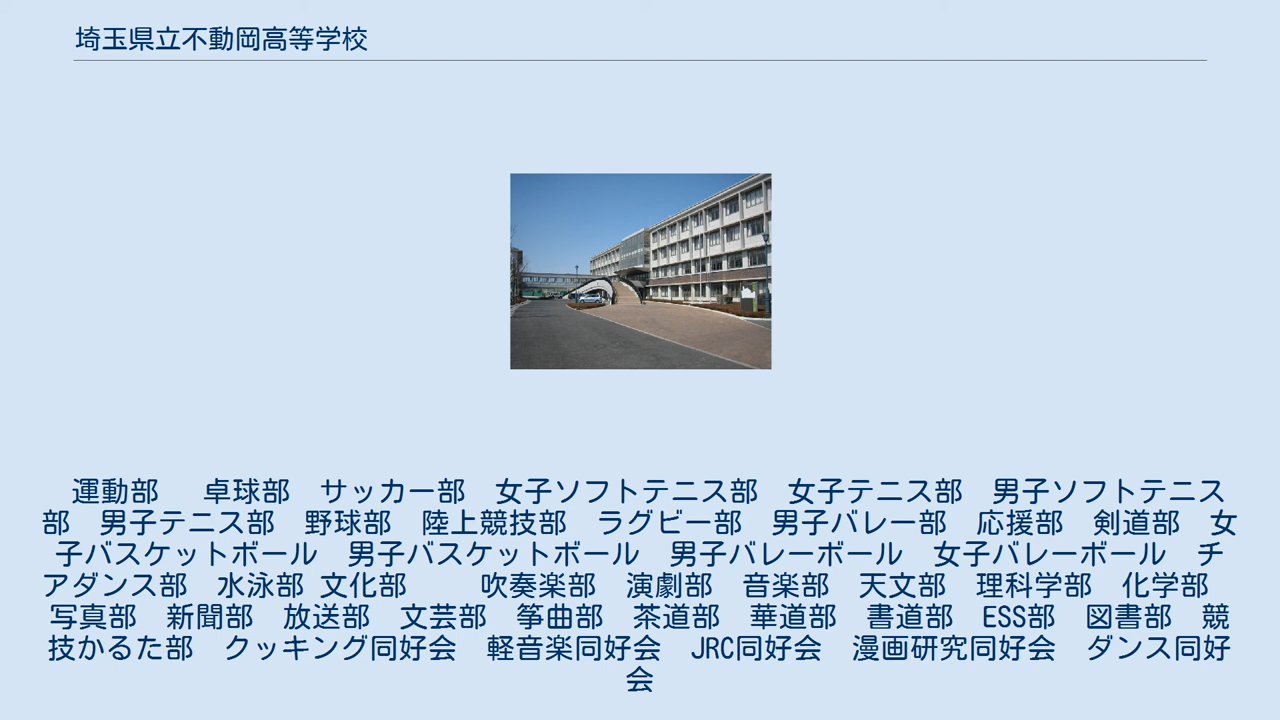 埼玉県立不動岡高等学校
運動部　 卓球部　サッカー部　女子ソフトテニス部　女子テニス部　男子ソフトテニス
部　男子テニス部　野球部　陸上競技部　ラグビー部　男子バレー部　応援部　剣道部　女
子バスケットボール　男子バスケットボール　男子バレーボール　女子バレーボール　チ
アダンス部　水泳部 文化部　　 吹奏楽部　演劇部　音楽部　天文部　理科学部　化学部
写真部　新聞部　放送部　文芸部　筝曲部　茶道部　華道部　書道部　ESS部　図書部　競
技かるた部　クッキング同好会　軽音楽同好会　JRC同好会　漫画研究同好会　ダンス同好
会